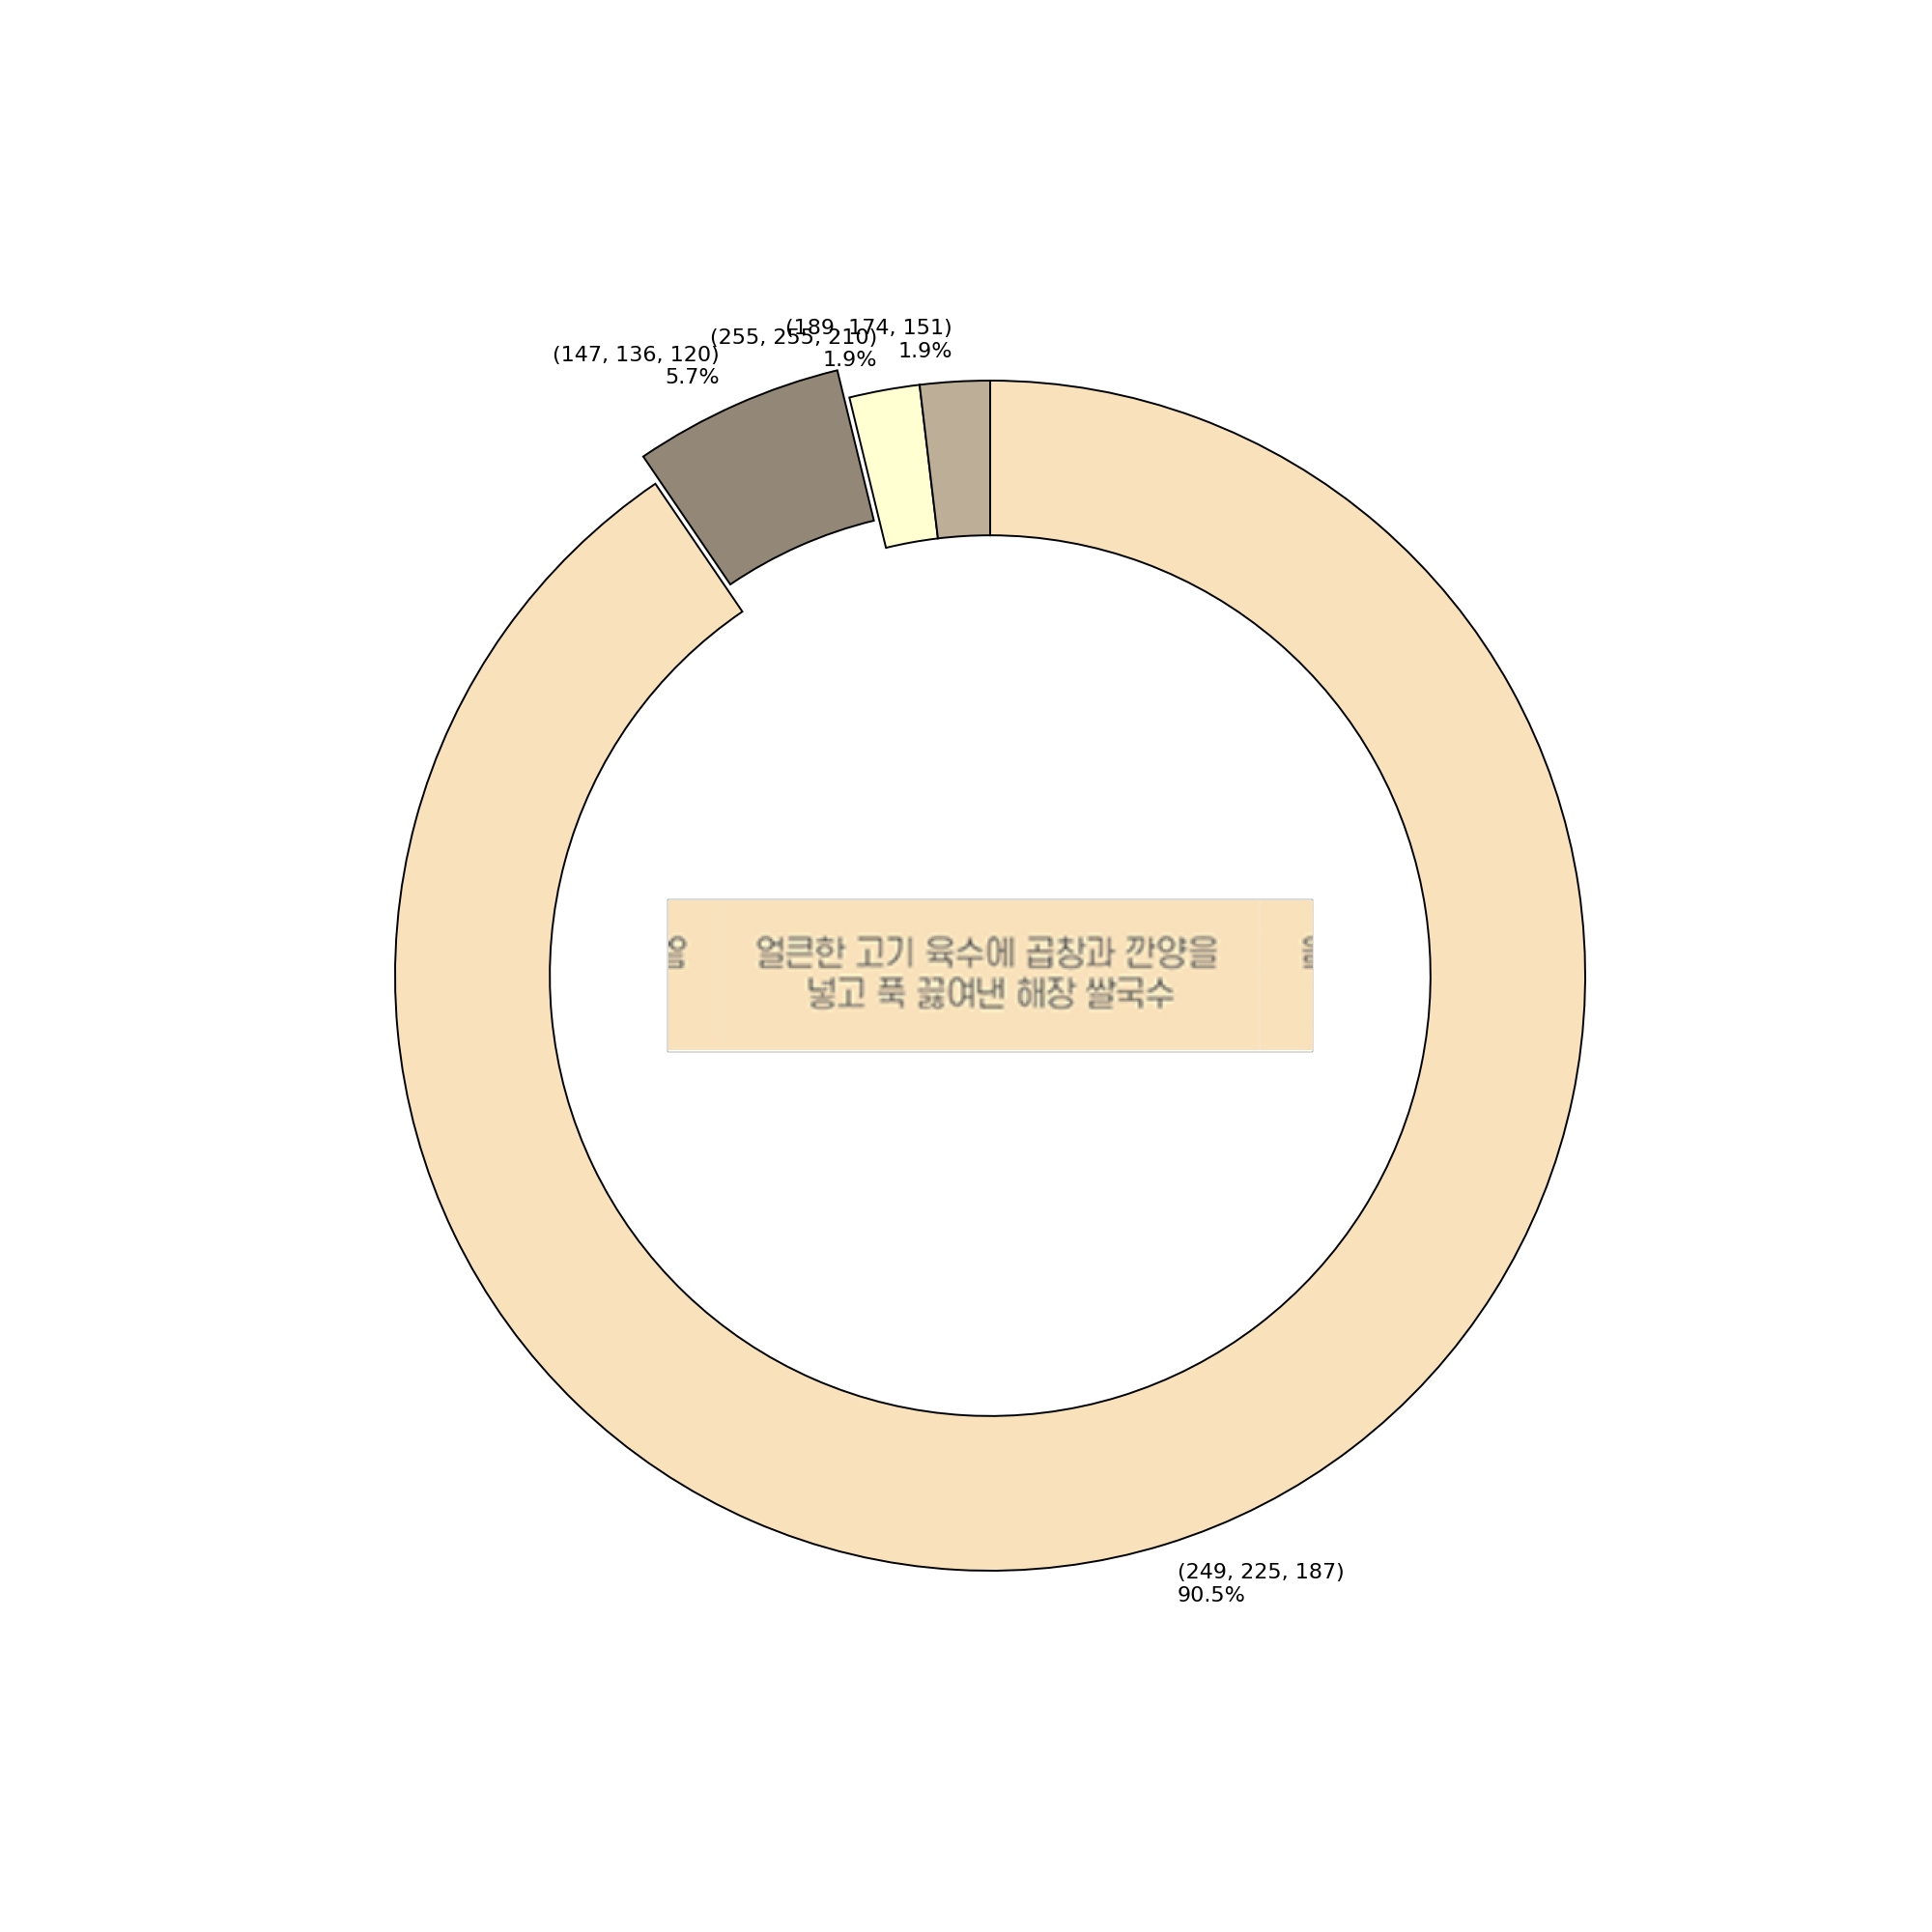 (189, 174, 151)
1.9%
(255, 255, 210)
1.9%
(147, 136, 120)
5.7%
얼큰한 고기 육수에 곱창과 깐양을
넣고 푹 끓여낸 해장 쌀국수
(249, 225, 187)
90.5%